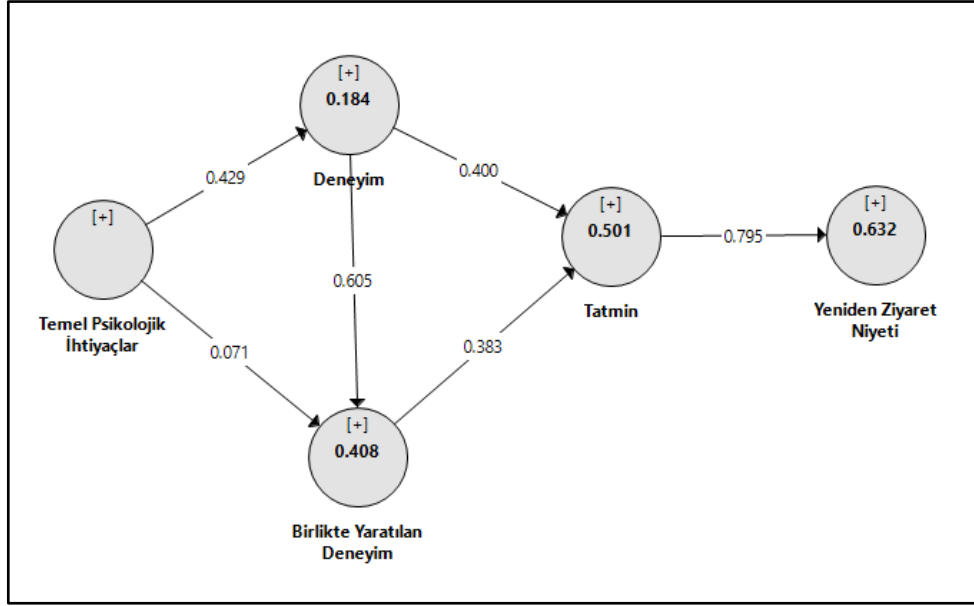 [+]
0.184
Deneyim
0.429
0.400
[+]
Temel Psikolojik
İhtiyaçlar
[+]
0.501
Tatmin
0.795
[+]
0.632
Yeniden Ziyaret
Niyeti
0.605
0.071
0.383
[+]
0.408
Birlikte Yaratılan
Deneyim